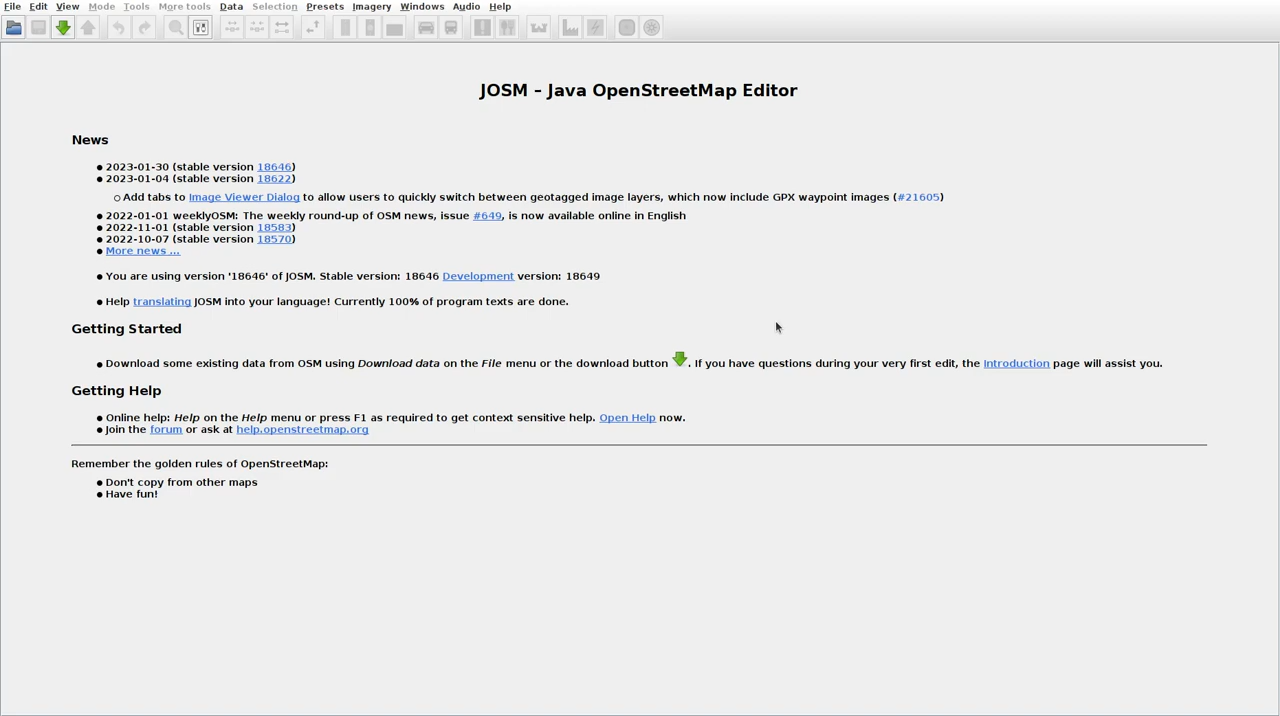 File Edit View Mode Tools More tools Data Selection Presets Imagery Windows Audio Help
JOSM – Java OpenStreetMap Editor
News
2023-01-30 (stable version 18646)
2023-01-04 (stable version 18622)
Add tabs to Image Viewer Dialog to allow users to quickly switch between geotagged image layers, which now include GPX waypoint images (#21605)
2022-01-01 weeklyOSM: The weekly round-up of OSM news, issue #649, is now available online in English
2022-11-01 (stable version 18583)
2022-10-07 (stable version 18570)
More news ...
You are using version '18646' of JOSM. Stable version: 18646 Development version: 18649
Help translating JOSM into your language! Currently 100% of program texts are done.
Getting Started
Download some existing data from OSM using Download data on the File menu or the download button . If you have questions during your very first edit, the Introduction page will assist you.
Getting Help
Online help: Help on the Help menu or press F1 as required to get context sensitive help. Open Help now.
Join the forum or ask at help.openstreetmap.org
Remember the golden rules of OpenStreetMap:
Don't copy from other maps
Have fun!